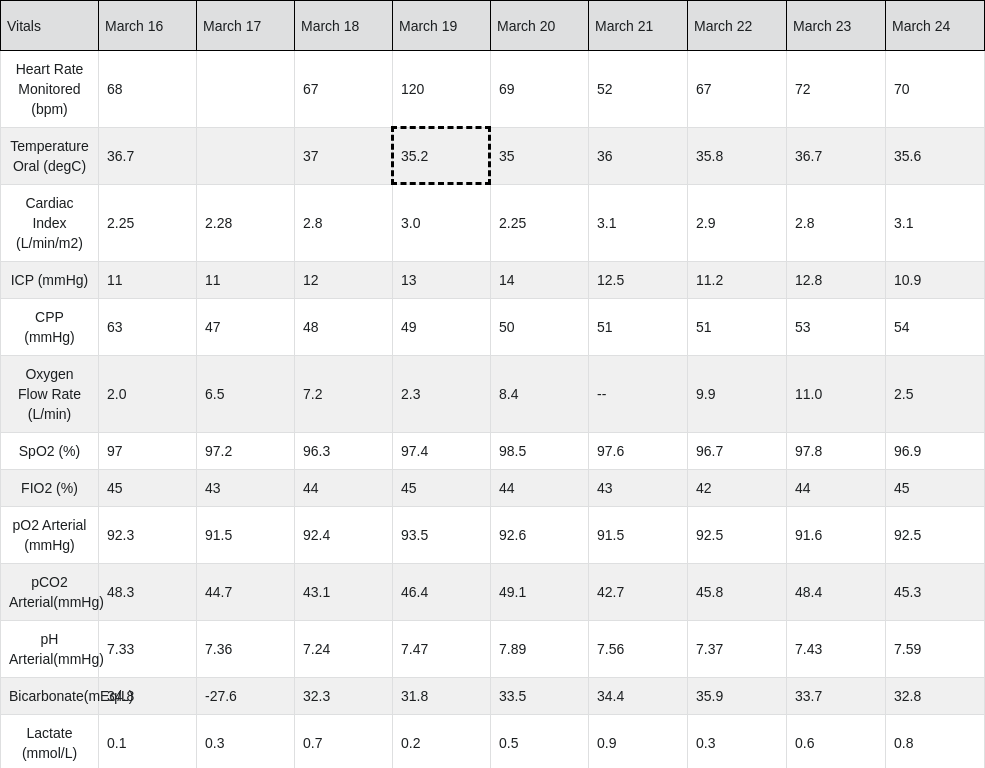 Vitals March 16 March 17 March 18 March 19 March 20 March 21 March 22 March 23 March 24
Heart Rate
Monitored
(bpm)
68 67 120 69 52 67 72 70
Temperature
Oral (degC)
36.7 37 35.2 35 36 35.8 36.7 35.6
Cardiac
Index
(L/min/m2)
2.25 2.28 2.8 3.0 2.25 3.1 2.9 2.8 3.1
ICP (mmHg) 11 11 12 13 14 12.5 11.2 12.8 10.9
CPP
(mmHg)
63 47 48 49 50 51 51 53 54
Oxygen
Flow Rate
(L/min)
2.0 6.5 7.2 2.3 8.4 -- 9.9 11.0 2.5
SpO2 (%) 97 97.2 96.3 97.4 98.5 97.6 96.7 97.8 96.9
FIO2 (%) 45 43 44 45 44 43 42 44 45
pO2 Arterial
(mmHg)
92.3 91.5 92.4 93.5 92.6 91.5 92.5 91.6 92.5
pCO2
Arterial(mmHg)
48.3 44.7 43.1 46.4 49.1 42.7 45.8 48.4 45.3
pH
Arterial(mmHg)
7.33 7.36 7.24 7.47 7.89 7.56 7.37 7.43 7.59
Bicarbonate(mEq/L) 34.8 -27.6 32.3 31.8 33.5 34.4 35.9 33.7 32.8
Lactate
(mmol/L)
0.1 0.3 0.7 0.2 0.5 0.9 0.3 0.6 0.8